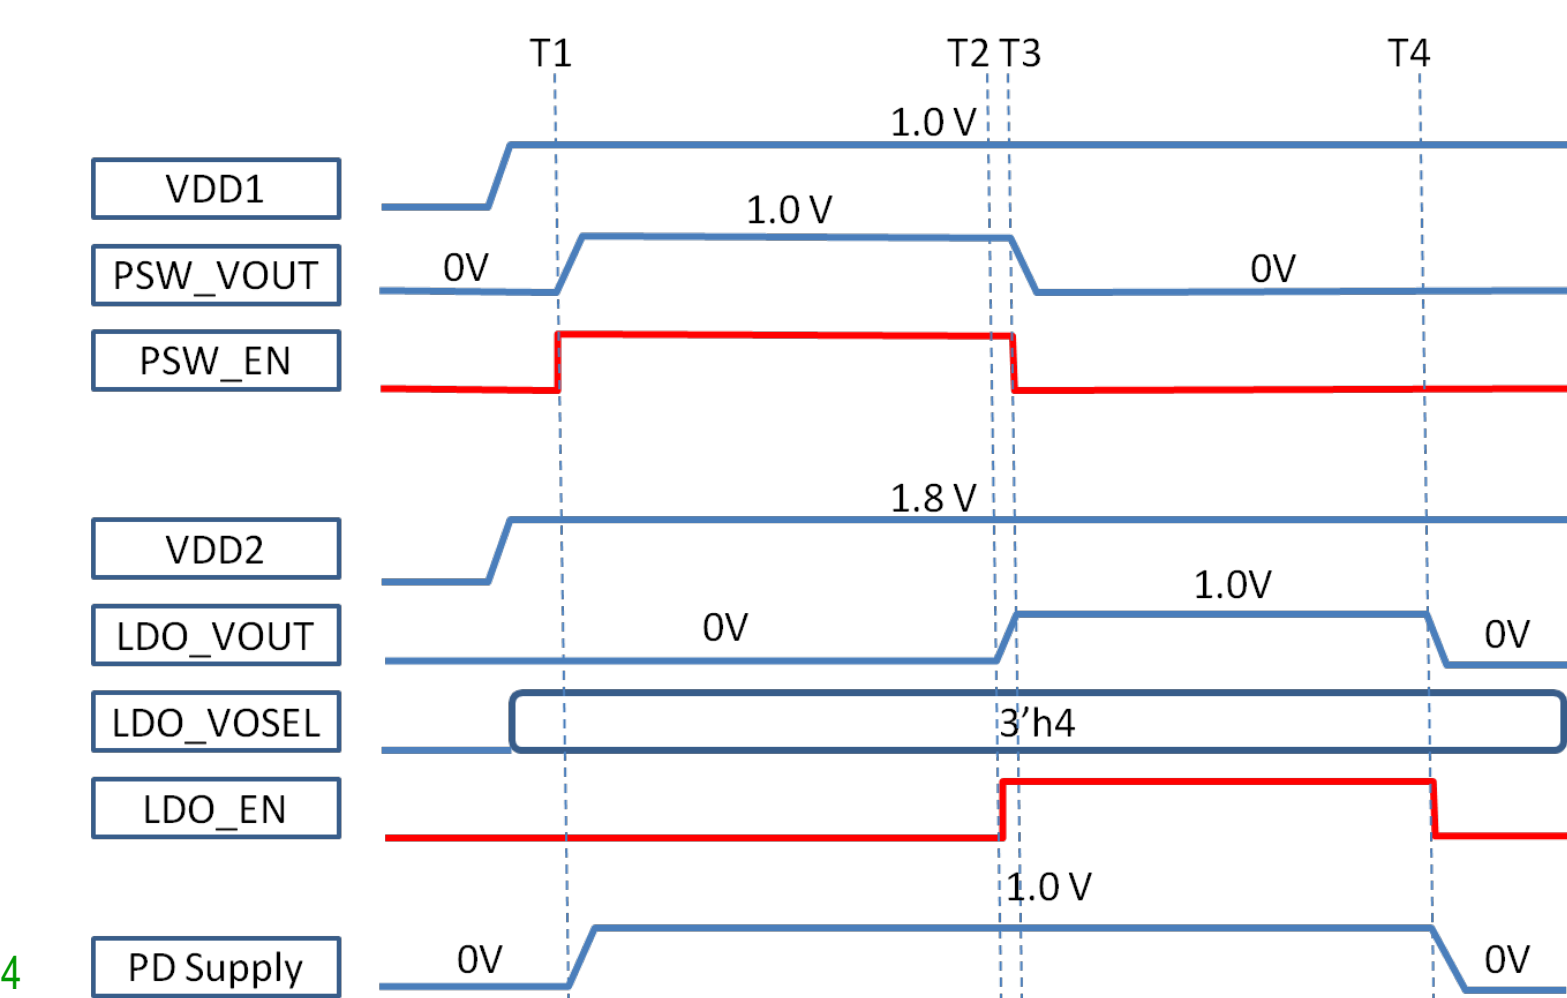 T1
T2 T3
T4
1.0 V
VDD1
1.0 V
PSW_VOUT
0V
0V
PSW_EN
1.8 V
VDD2
1.0V
LDO_VOUT
0V
0V
LDO_VOSEL
3’h4
LDO_EN
1.0 V
4
PD Supply
0V
0V